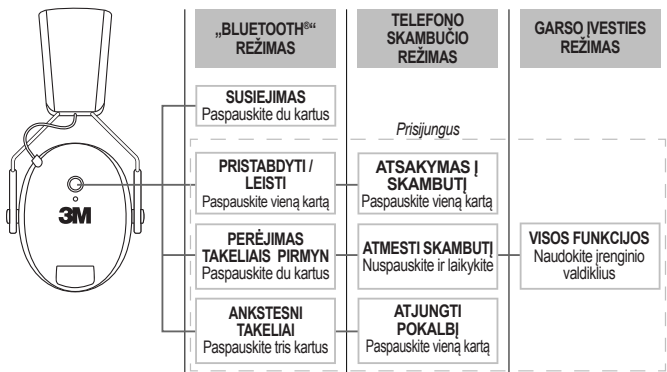 „BLUETOOTH®“
REŽIMAS
TELEFONO
SKAMBUČIO
REŽIMAS
GARSO ĮVESTIES
REŽIMAS
SUSIEJIMAS
Paspauskite du kartus
Prisijungus
PRISTABDYTI /
LEISTI
Paspauskite vieną kartą
ATSAKYMAS Į
SKAMBUTĮ
Paspauskite vieną kartą
3M
PERĖJIMAS
TAKELIAIS PIRMYN
Paspauskite du kartus
ATMESTI SKAMBUTĮ
Nuspauskite ir laikykite
VISOS FUNKCIJOS
Naudokite įrenginio
valdiklius
ANKSTESNI
TAKELIAI
Paspauskite tris kartus
ATJUNGTI
POKALBĮ
Paspauskite vieną kartą